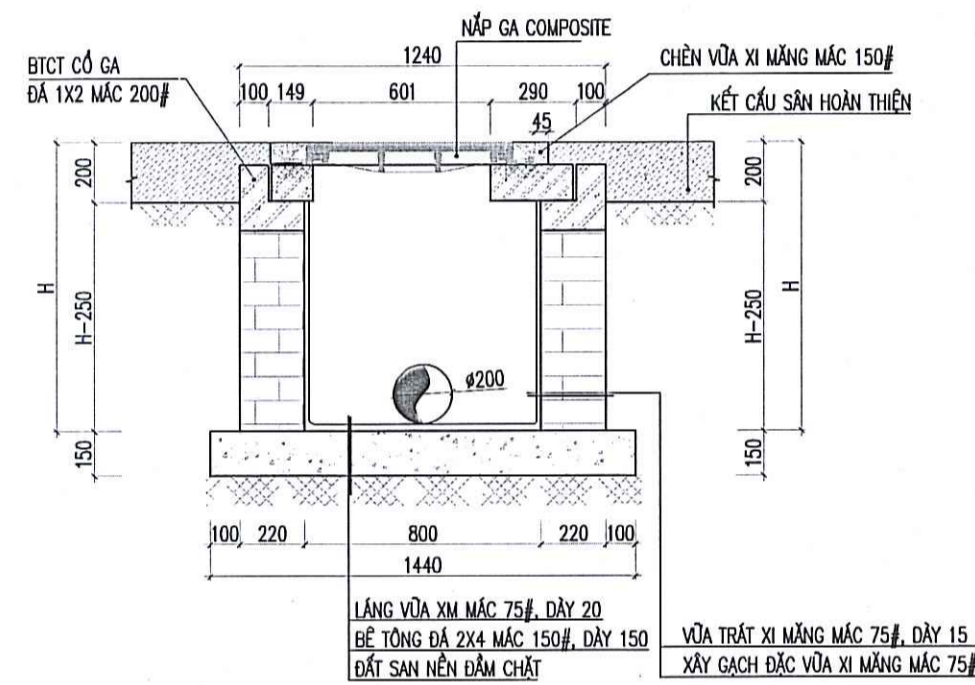 NẮP GA COMPOSITE
1240
BTCT CỔ GA
ĐÁ 1X2 MÁC 200#
CHÈN VỮA XI MĂNG MÁC 150#
100 149 601 290 100
KẾT CẤU SÂN HOÀN THIỆN
45
200
200
H
H-250
H-250
H
ø200
150
150
100 220 800 220 100
1440
LÁNG VỮA XM MÁC 75#, DÀY 20
BÊ TÔNG ĐÁ 2X4 MÁC 150#, DÀY 150
ĐẤT SAN NỀN ĐẦM CHẶT
VỮA TRÁT XI MĂNG MÁC 75#, DÀY 15
XÂY GẠCH ĐẶC VỮA XI MĂNG MÁC 75#